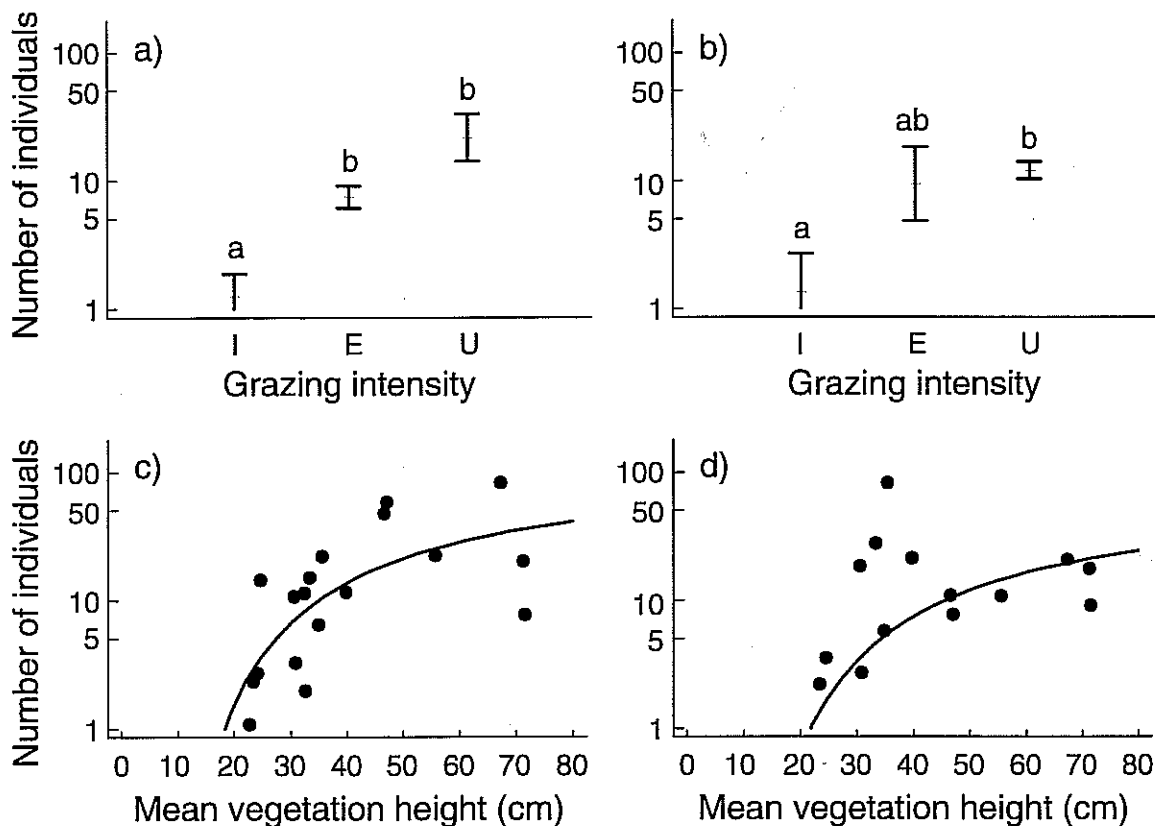 Number of individuals
a)
100
50
10
5
1
a
b
b
I E U
Grazing intensity
b)
100
50
10
5
1
a
ab
b
I E U
Grazing intensity
Number of individuals
c)
100
50
10
5
1
0 10 20 30 40 50 60 70 80
Mean vegetation height (cm)
d)
100
50
10
5
1
0 10 20 30 40 50 60 70 80
Mean vegetation height (cm)